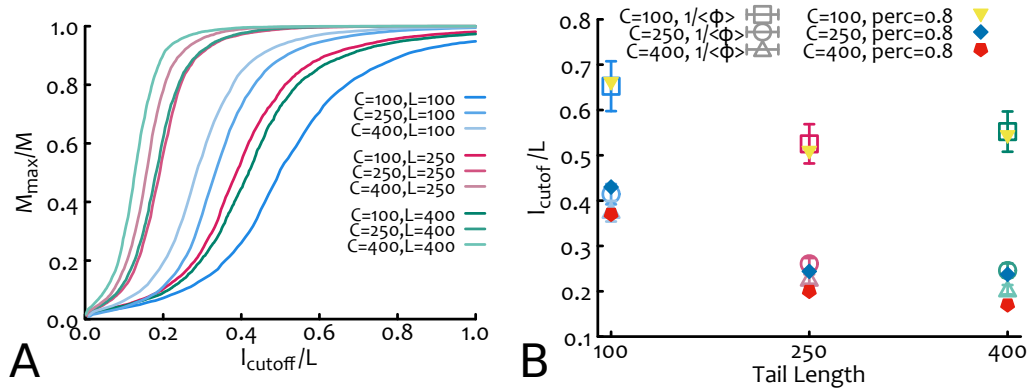 1.0
0.8
0.6
0.4
0.2
0.0
M_max/M
C=100,L=100
C=250,L=100
C=400,L=100
C=100,L=250
C=250,L=250
C=400,L=250
C=100,L=400
C=250,L=400
C=400,L=400
0.0 0.2 0.4 0.6 0.8 1.0
l_cutoff/L
A
0.8
0.7
0.6
0.5
0.4
0.3
0.2
0.1
l_cutof/L
C=100, 1/<Φ>
C=250, 1/<Φ>
C=400, 1/<Φ>
C=100, perc=0.8
C=250, perc=0.8
C=400, perc=0.8
100 250 400
Tail Length
B